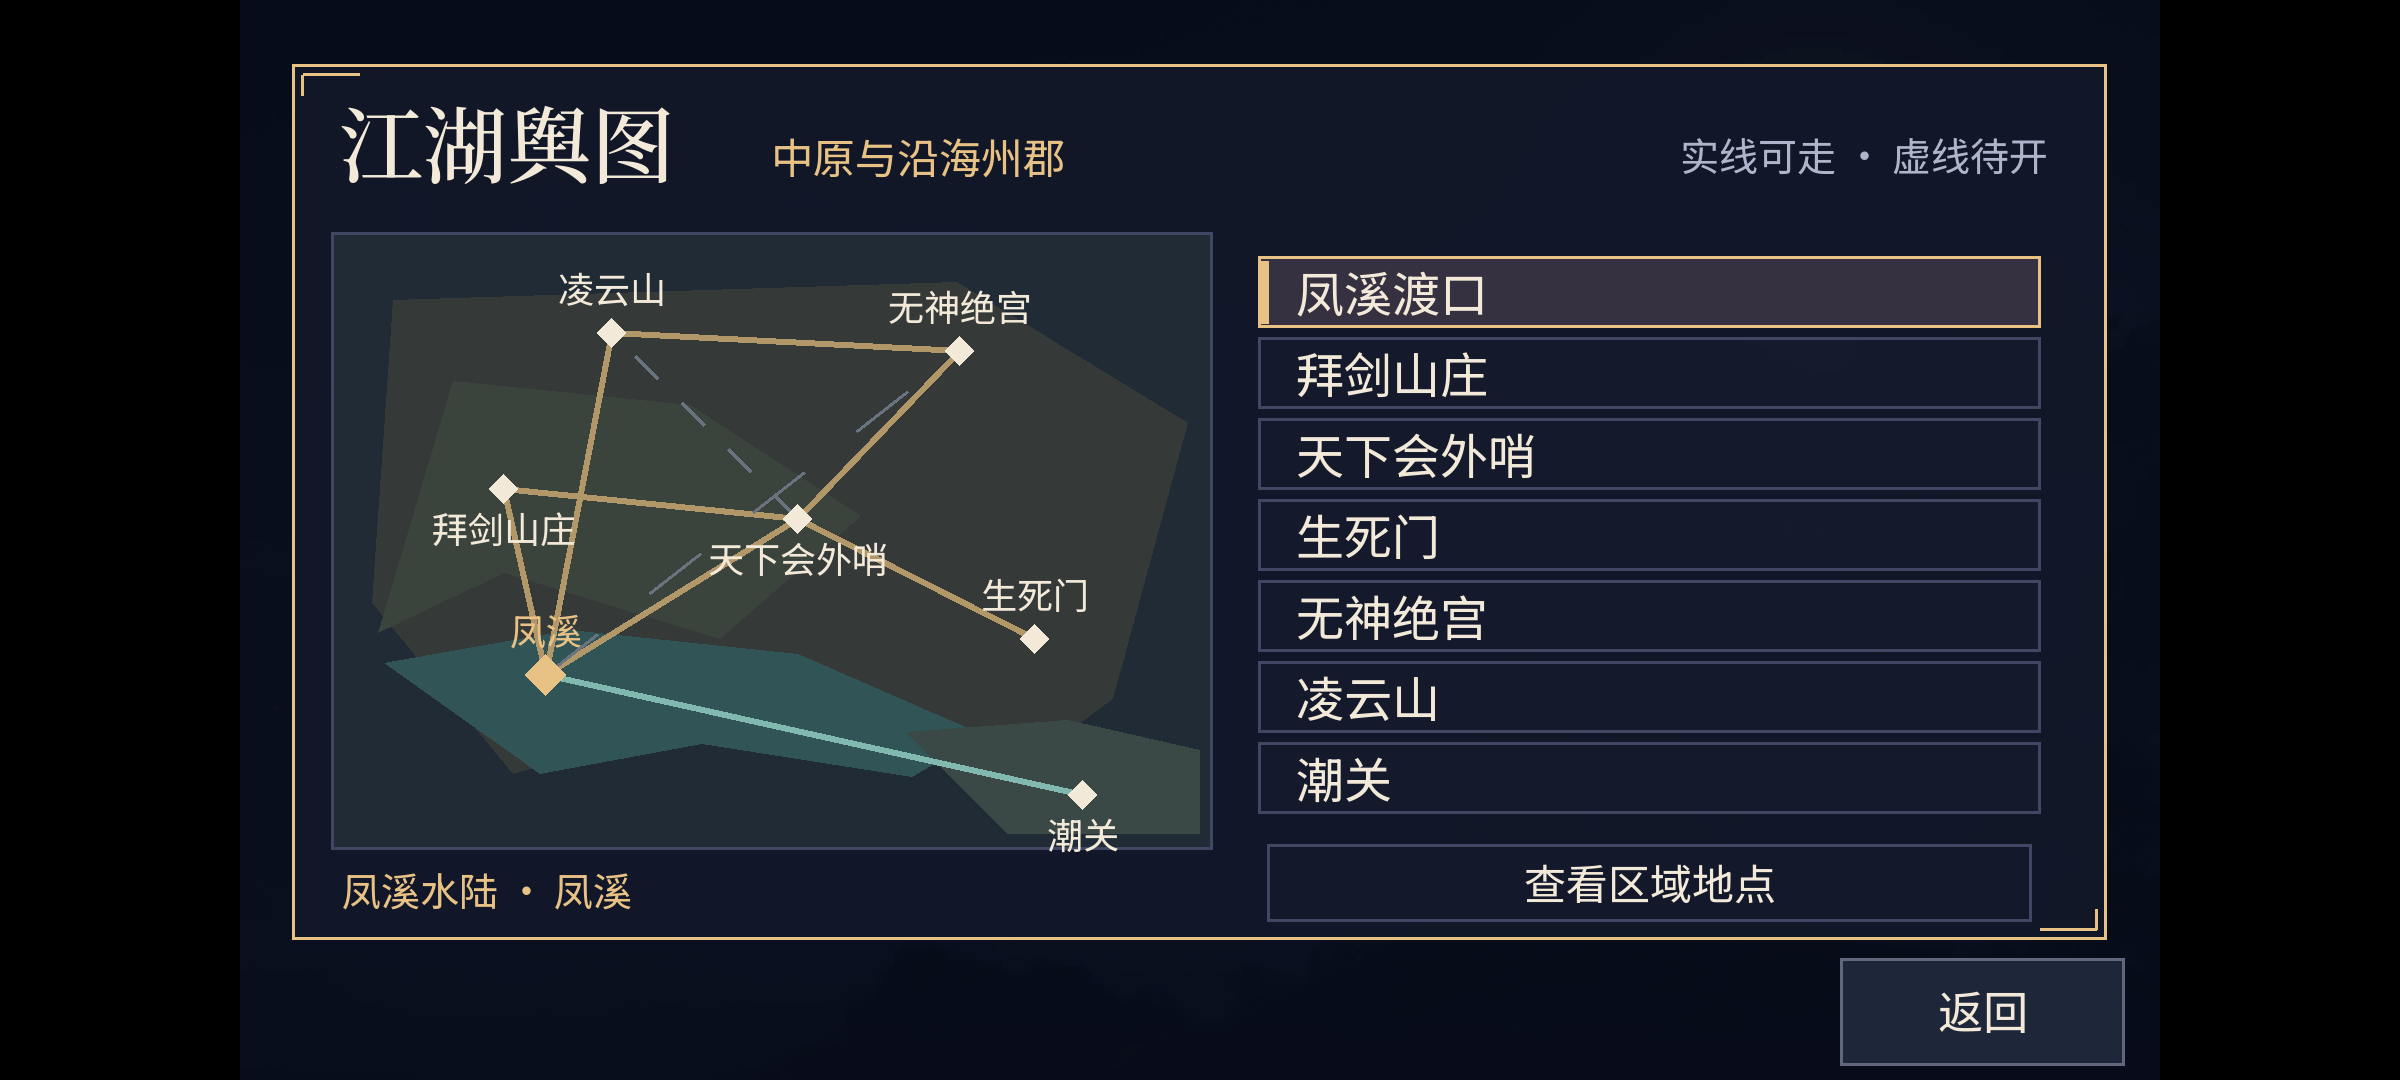 江湖舆图
中原与沿海州郡
实线可走 · 虚线待开
凌云山
无神绝宫
拜剑山庄
天下会外哨
生死门
凤溪
潮关
凤溪水陆 · 凤溪
凤溪渡口
拜剑山庄
天下会外哨
生死门
无神绝宫
凌云山
潮关
查看区域地点
返回